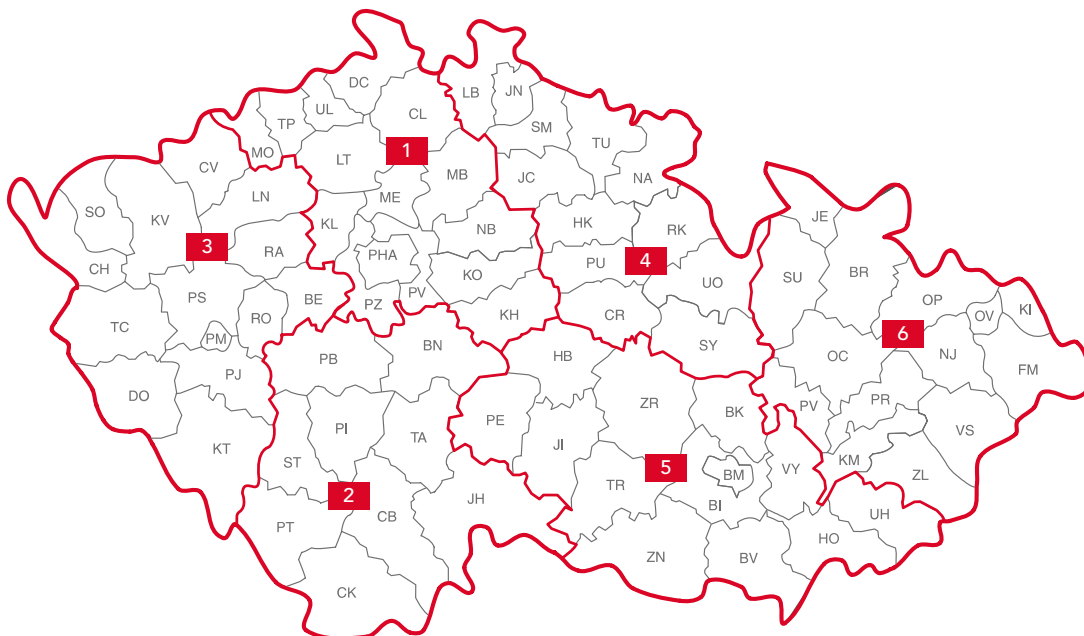 DC
LB
JN
UL
CL
TP
SM
TU
MO
CV
LT
1
MB
JC
NA
LN
ME
SO
KV
KL
NB
HK
RK
JE
3
RA
PHA
4
BR
CH
PU
SU
KO
PS
BE
PV
UO
OP
KI
PZ
RO
KH
CR
OV
TC
PM
6
SY
PB
BN
HB
OC
NJ
DO
PJ
FM
ZR
PR
BK
PV
PE
PI
VS
TA
KT
JI
ST
KM
5
BM
VY
ZL
TR
2
JH
BI
UH
CB
PT
HO
ZN
BV
CK